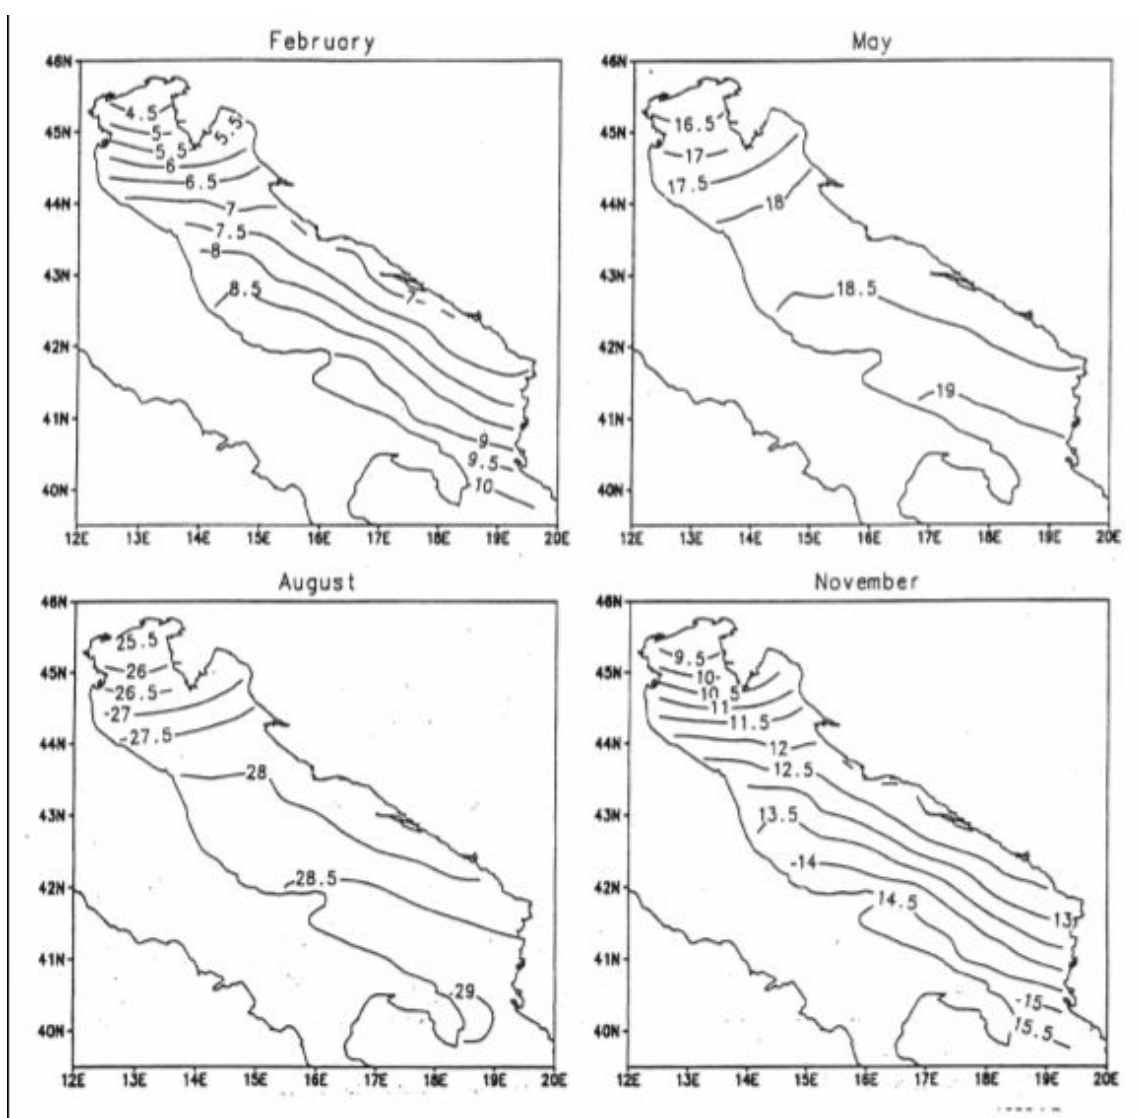 February
May
46N
45N
44N
43N
42N
41N
40N
12E 13E 14E 15E 16E 17E 18E 19E 20E
4.5
5
5.5
5.5
6
6.5
7
7.5
8
8.5
7
9
9.5
10
46N
45N
44N
43N
42N
41N
40N
12E 13E 14E 15E 16E 17E 18E 19E 20E
16.5
17
17.5
18
18.5
19
August
November
46N
45N
44N
43N
42N
41N
40N
12E 13E 14E 15E 16E 17E 18E 19E 20E
25.5
26
26.5
27
27.5
28
28.5
29
46N
45N
44N
43N
42N
41N
40N
12E 13E 14E 15E 16E 17E 18E 19E 20E
9.5
10
10.5
11
11.5
12
12.5
13.5
14
14.5
13
15
15.5